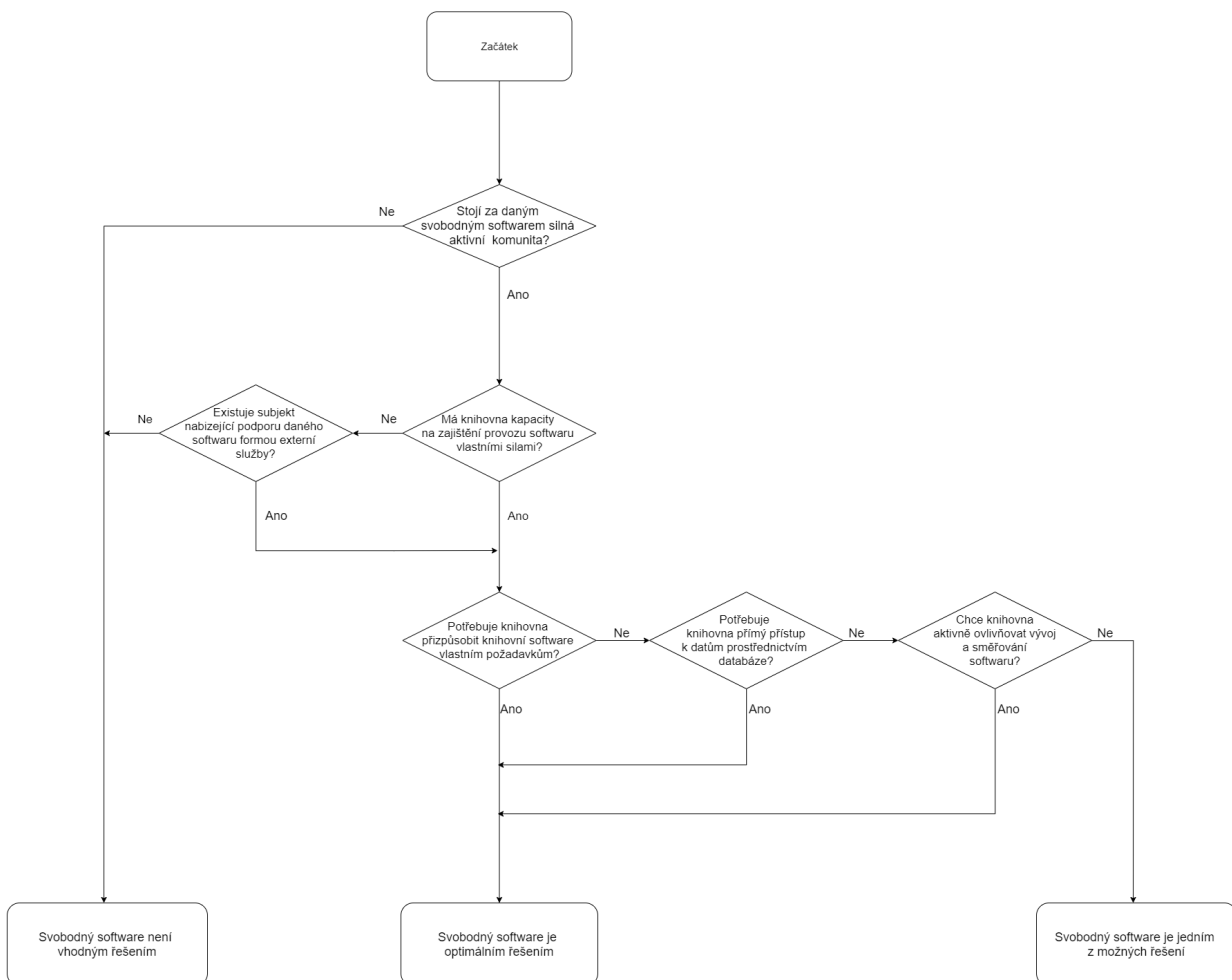 Začátek
Ne
Stojí za daným
svobodným softwarem silná
aktivní  komunita?
Ano
Ne
Existuje subjekt
nabizející podporu daného
softwaru formou externí
služby?
Ne
Má knihovna kapacity
na zajištění provozu softwaru
vlastními silami?
Ano
Ano
Potřebuje knihovna
přizpůsobit knihovní software
vlastním požadavkům?
Ne
Potřebuje
knihovna přímý přístup
k datům prostřednictvím
databáze?
Ne
Chce knihovna
aktivně ovlivňovat vývoj
a směřování
softwaru?
Ne
Ano
Ano
Ano
Svobodný software není
vhodným řešením
Svobodný software je
optimálním řešením
Svobodný software je jedním
z možných řešení